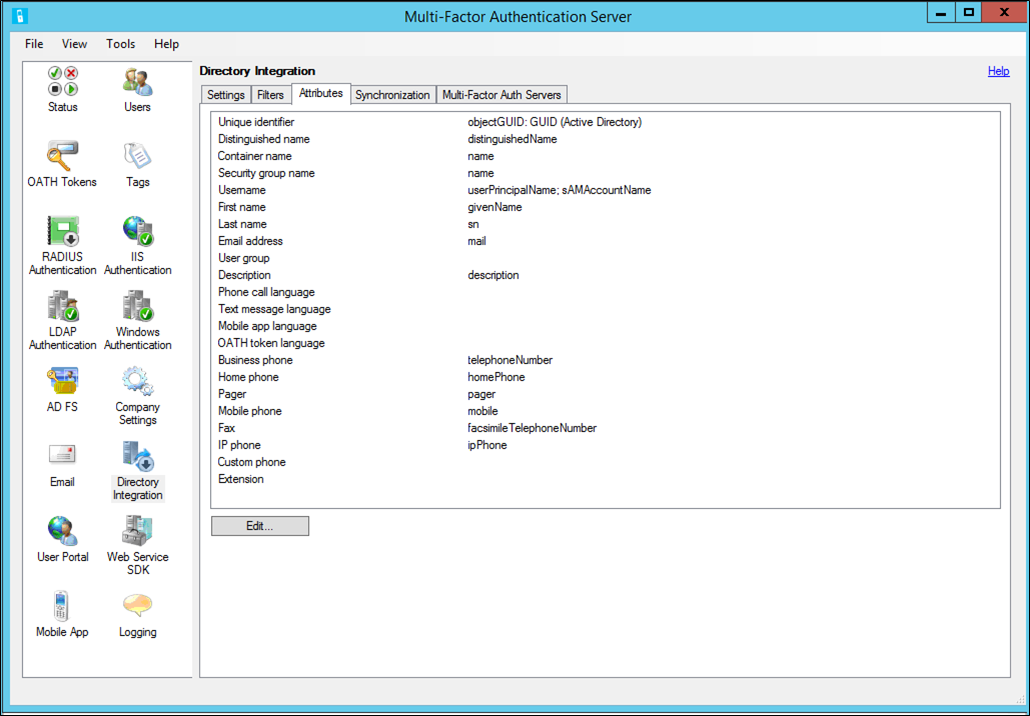 Multi-Factor Authentication Server
File View Tools Help
Status Users
OATH Tokens Tags
RADIUS Authentication IIS Authentication
LDAP Authentication Windows Authentication
AD FS Company Settings
Email Directory Integration
User Portal Web Service SDK
Mobile App Logging
Directory Integration Help
Settings Filters Attributes Synchronization Multi-Factor Auth Servers
Unique identifier objectGUID: GUID (Active Directory)
Distinguished name distinguishedName
Container name name
Security group name name
Username userPrincipalName; sAMAccountName
First name givenName
Last name sn
Email address mail
User group
Description description
Phone call language
Text message language
Mobile app language
OATH token language
Business phone telephoneNumber
Home phone homePhone
Pager pager
Mobile phone mobile
Fax facsimileTelephoneNumber
IP phone ipPhone
Custom phone
Extension
Edit...